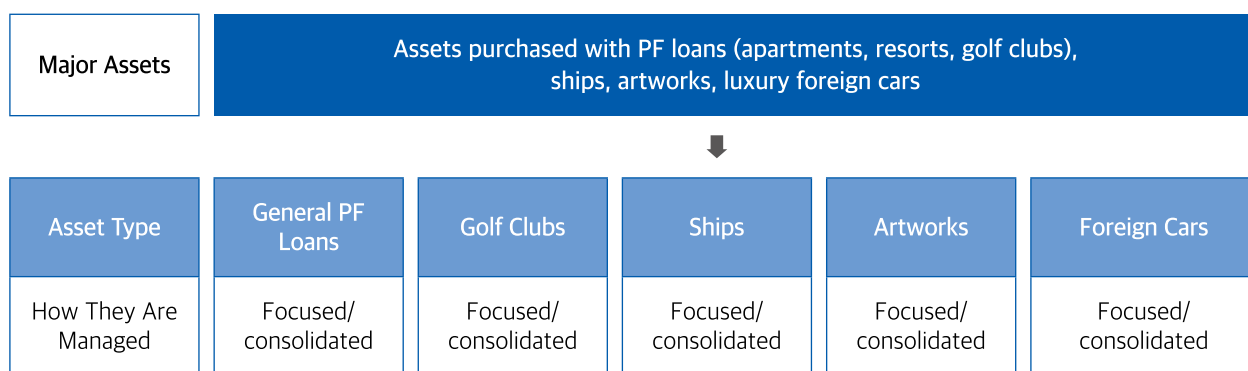 Major Assets
Assets purchased with PF loans (apartments, resorts, golf clubs),
ships, artworks, luxury foreign cars
Asset Type
General PF
Loans
Golf Clubs
Ships
Artworks
Foreign Cars
How They Are
Managed
Focused/
consolidated
Focused/
consolidated
Focused/
consolidated
Focused/
consolidated
Focused/
consolidated